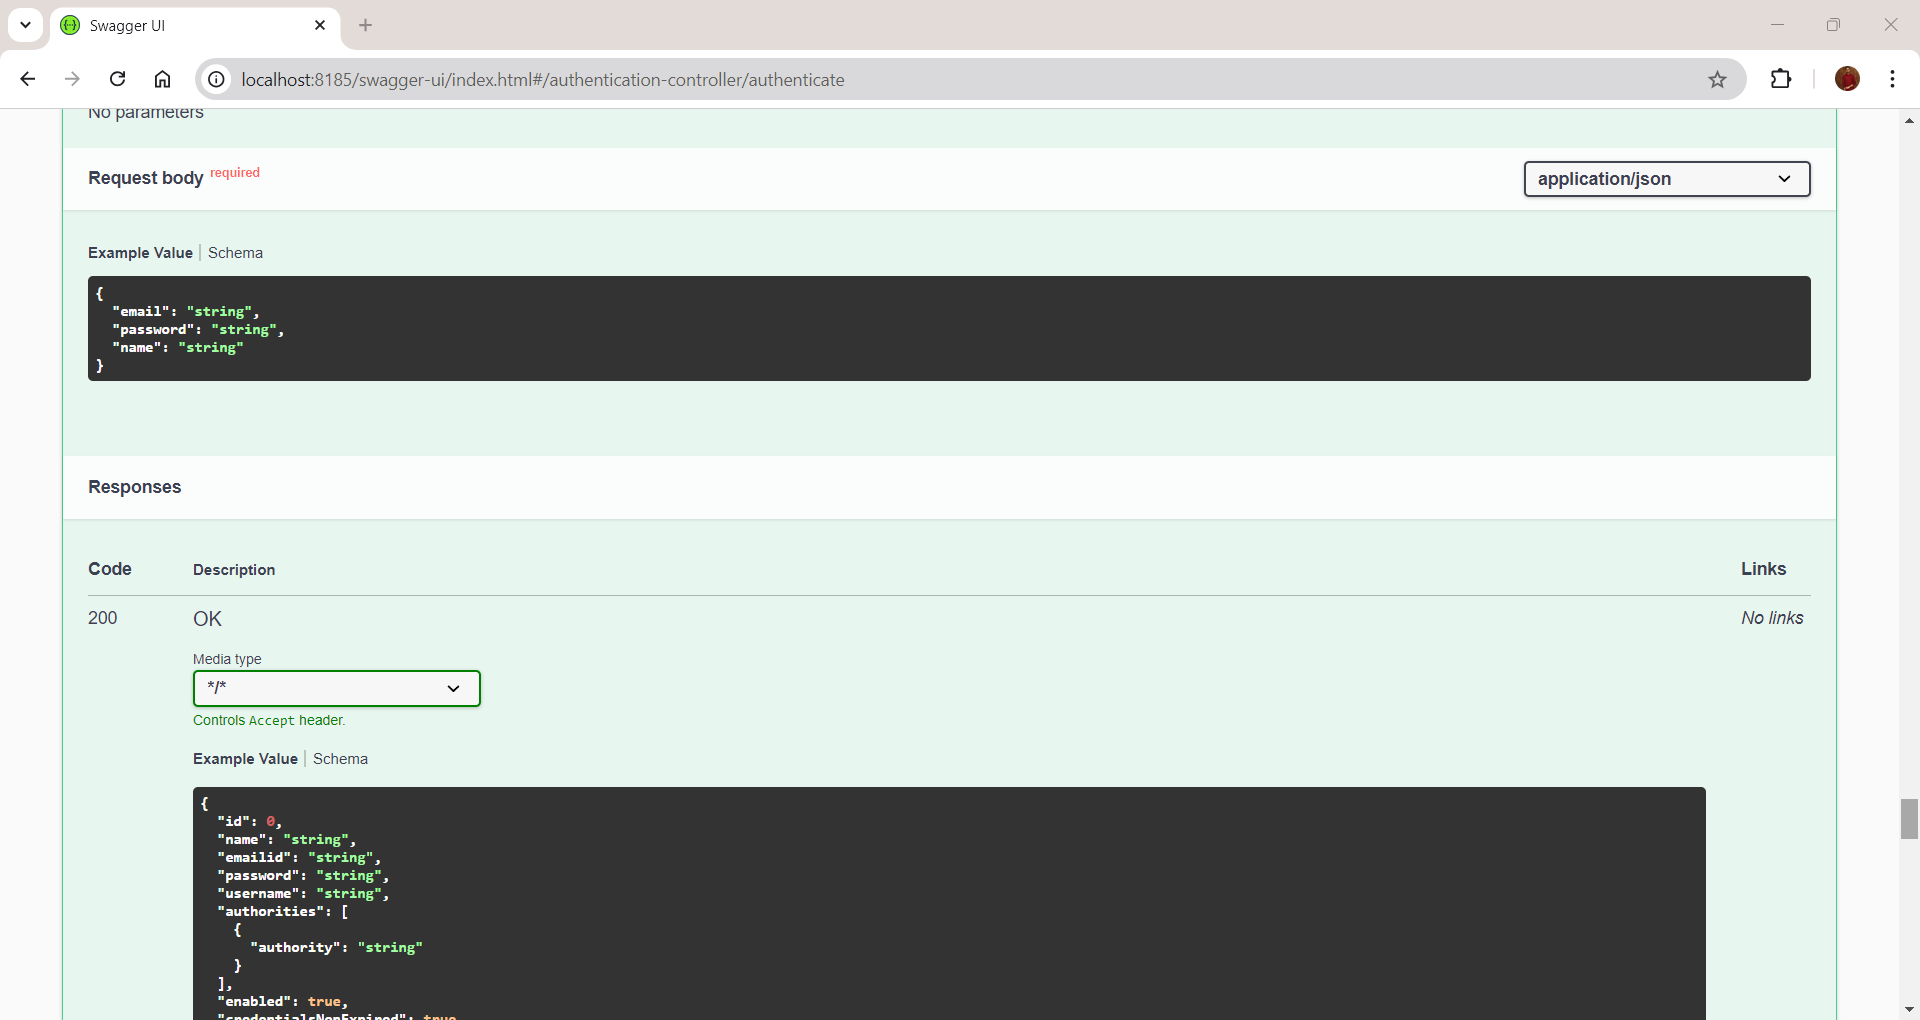 Swagger UI
localhost:8185/swagger-ui/index.html#/authentication-controller/authenticate
No parameters
Request body required
application/json
Example Value | Schema
{
"email": "string",
"password": "string",
"name": "string"
}
Responses
Code Description Links
200 OK No links
Media type
*/*
Controls Accept header.
Example Value | Schema
{
"id": 0,
"name": "string",
"emailid": "string",
"password": "string",
"username": "string",
"authorities": [
{
"authority": "string"
}
],
"enabled": true,
"credentialsNonExpired": true